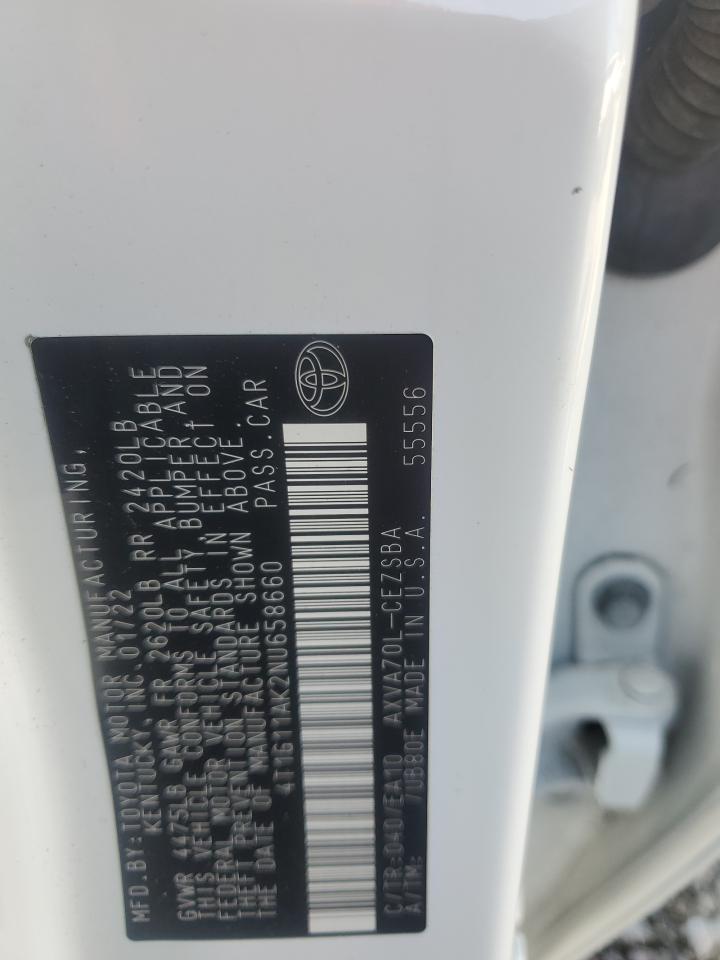 MFD.BY:TOYOTA MOTOR MANUFACTURING,
KENTUCKY, INC.01/22
GVWR 4475LB GAWR FR 2620LB RR 2420LB
THIS VEHICLE CONFORMS TO ALL APPLICABLE
FEDERAL MOTOR VEHICLE SAFETY,BUMPER,AND
THEFT PREVENTION STANDARDS IN EFFECT ON
THE DATE OF MANUFACTURE SHOWN ABOVE.
4T1G11AK2NU658660 PASS.CAR
C/TR:040/EA10 AXVA70L-CEZSBA
A/TM: /UB80E MADE IN U.S.A. 55556